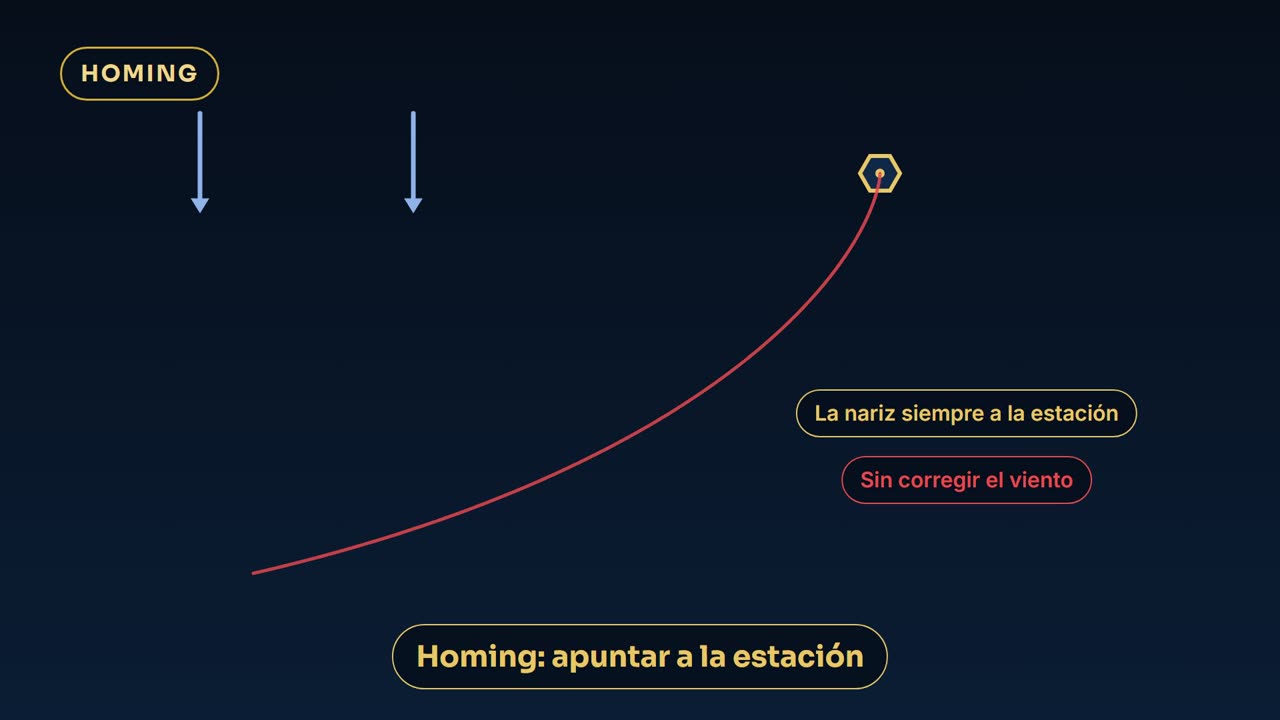 HOMING
La nariz siempre a la estación
Sin corregir el viento
Homing: apuntar a la estación